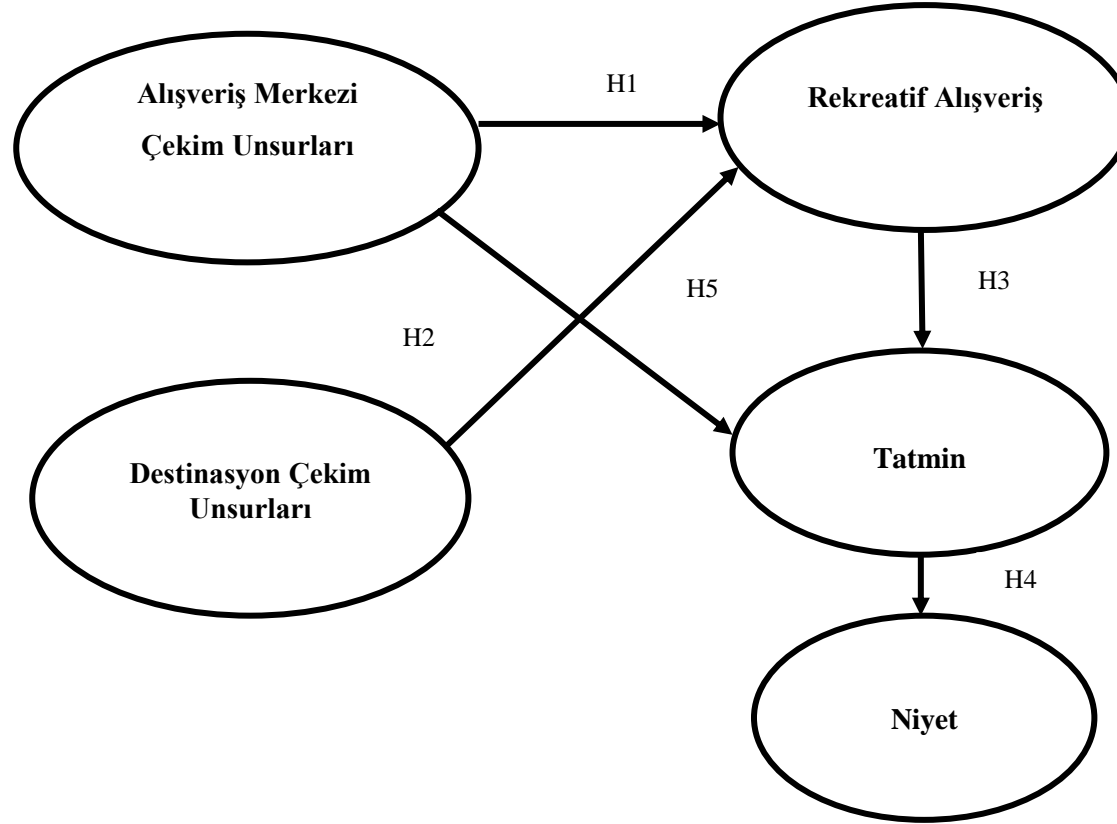 Alışveriş Merkezi
Çekim Unsurları
H1
Rekreatif Alışveriş
H5
H3
H2
Destinasyon Çekim
Unsurları
Tatmin
H4
Niyet